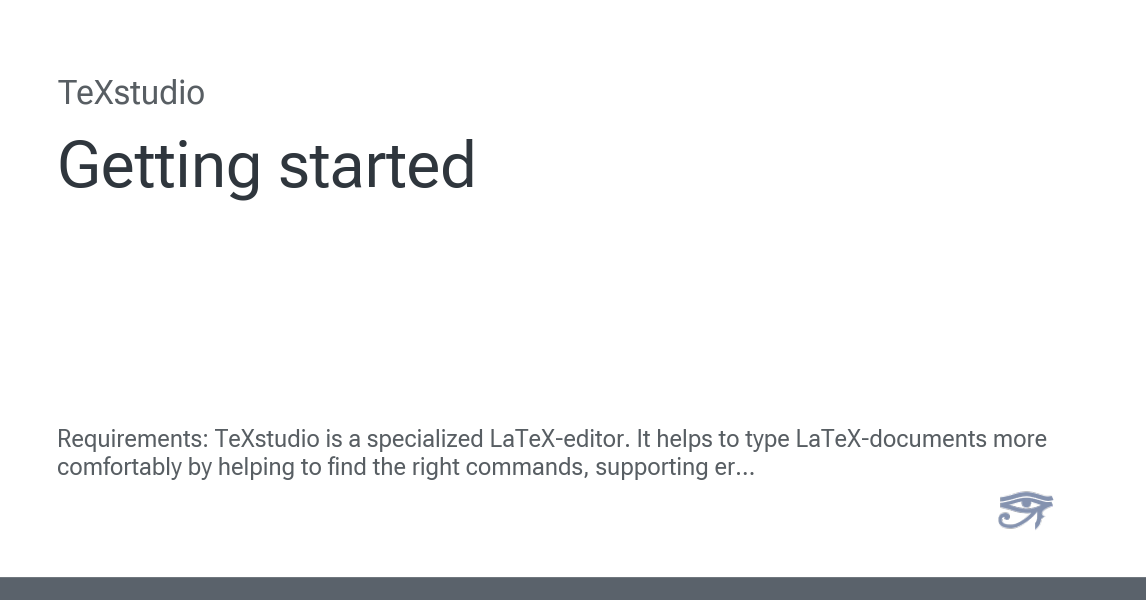 TeXstudio
Getting started
Requirements: TeXstudio is a specialized LaTeX-editor. It helps to type LaTeX-documents more
comfortably by helping to find the right commands, supporting er...